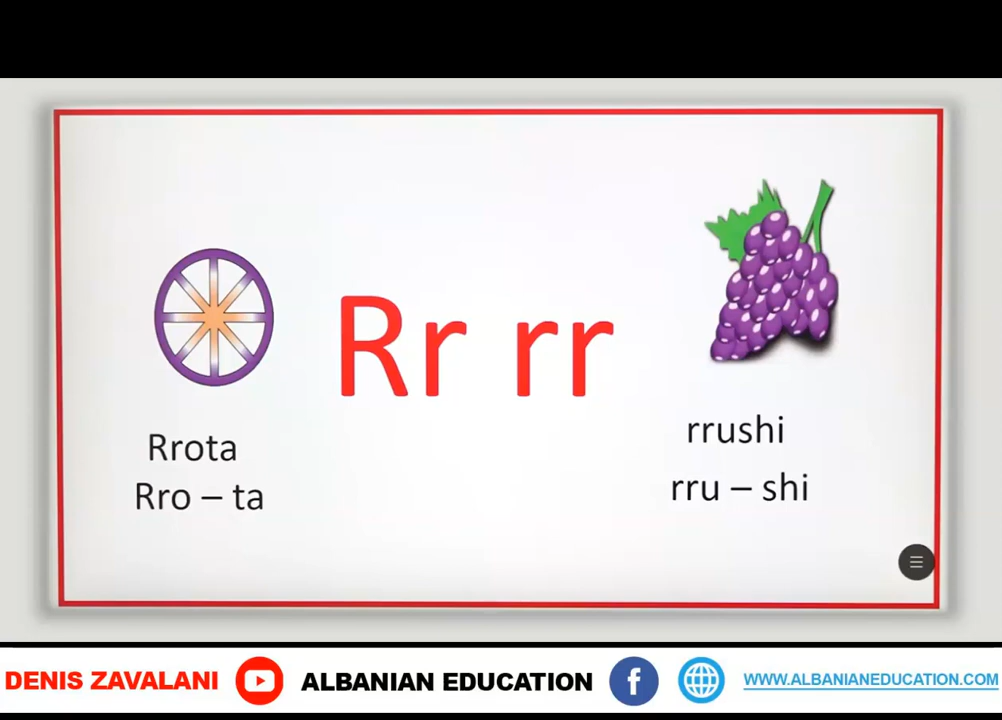 Rr rr
Rrota
Rro – ta
rrushi
rru – shi
DENIS ZAVALANI
ALBANIAN EDUCATION
WWW.ALBANIANEDUCATION.COM